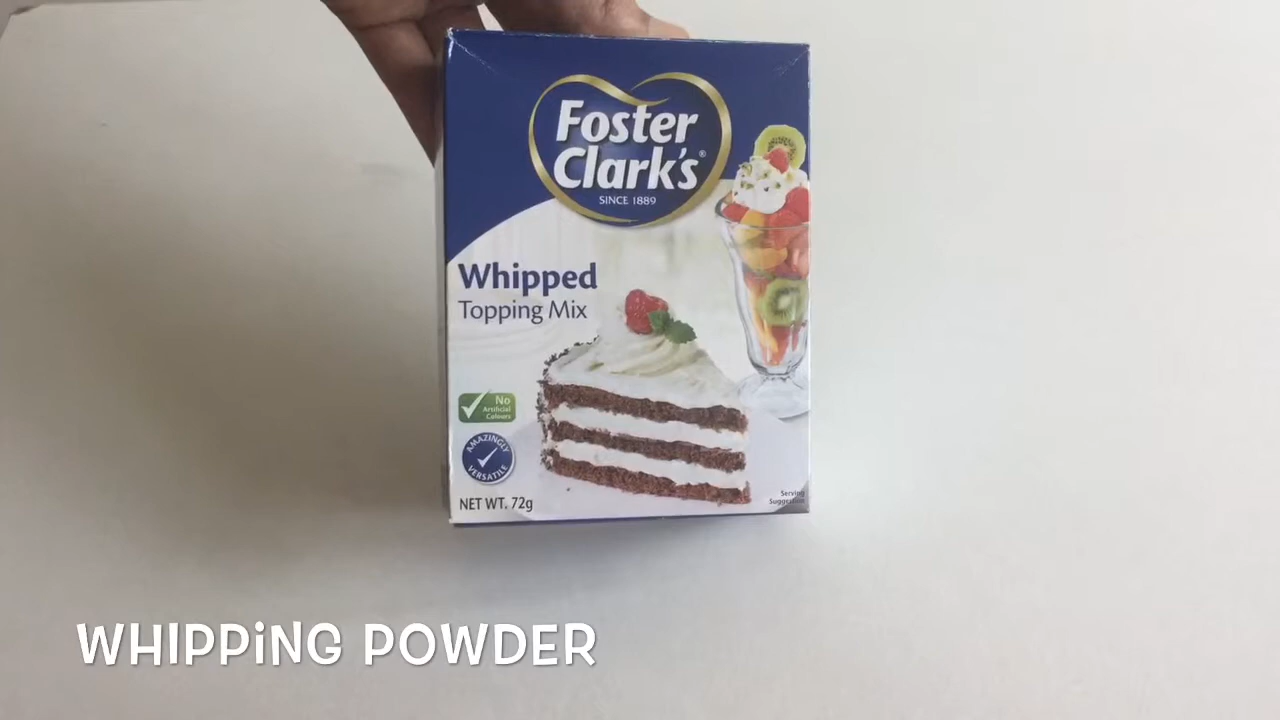 Foster
Clark's®
SINCE 1889
Whipped
Topping Mix
No
Artificial
Colours
AMAZINGLY
VERSATILE
NET WT. 72g
Serving
Suggestion
WHIPPiNG POWDER